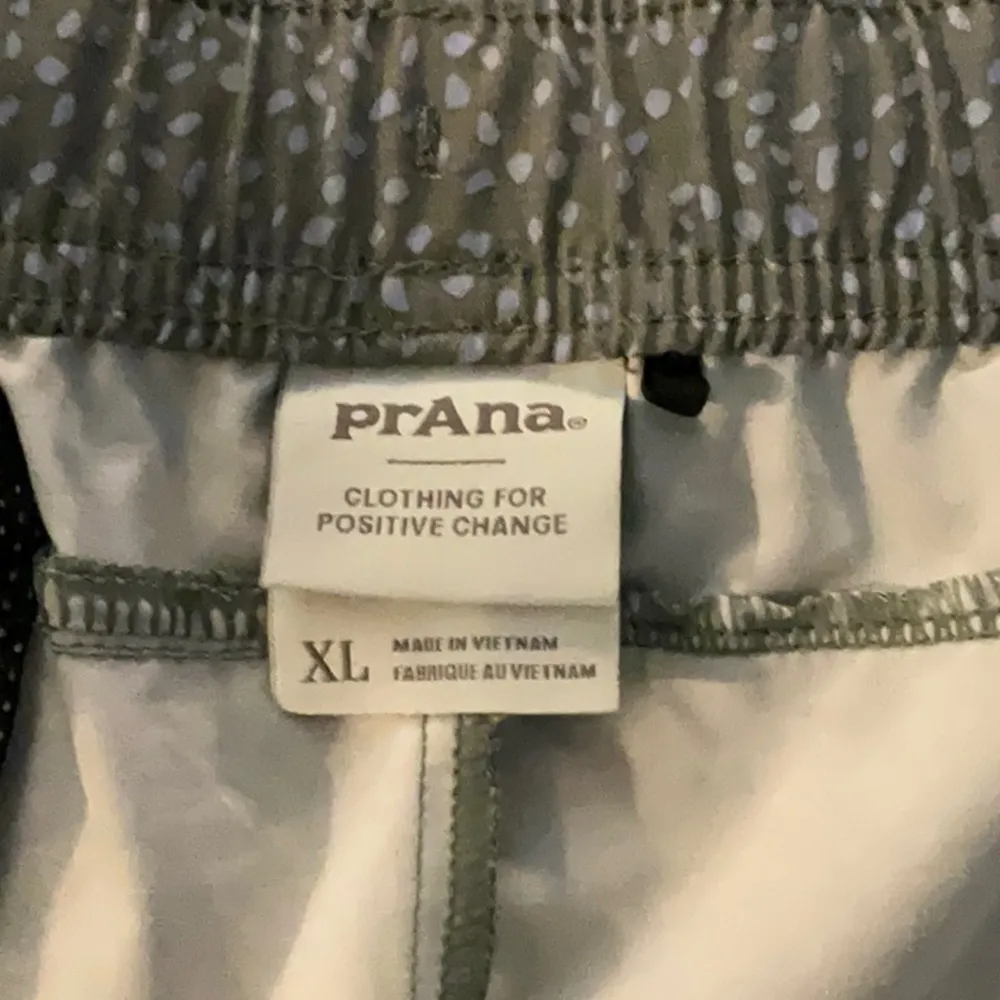 prAna®
CLOTHING FOR
POSITIVE CHANGE
XL
MADE IN VIETNAM
FABRIQUE AU VIETNAM